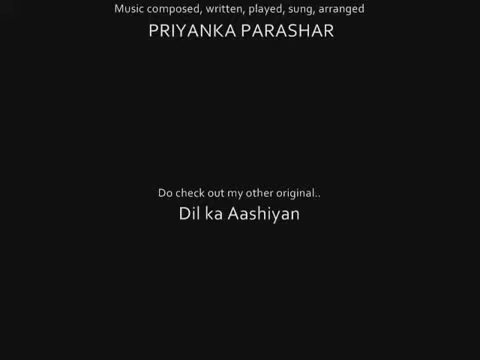 Music composed, written, played, sung, arranged
PRIYANKA PARASHAR
Do check out my other original..
Dil ka Aashiyan